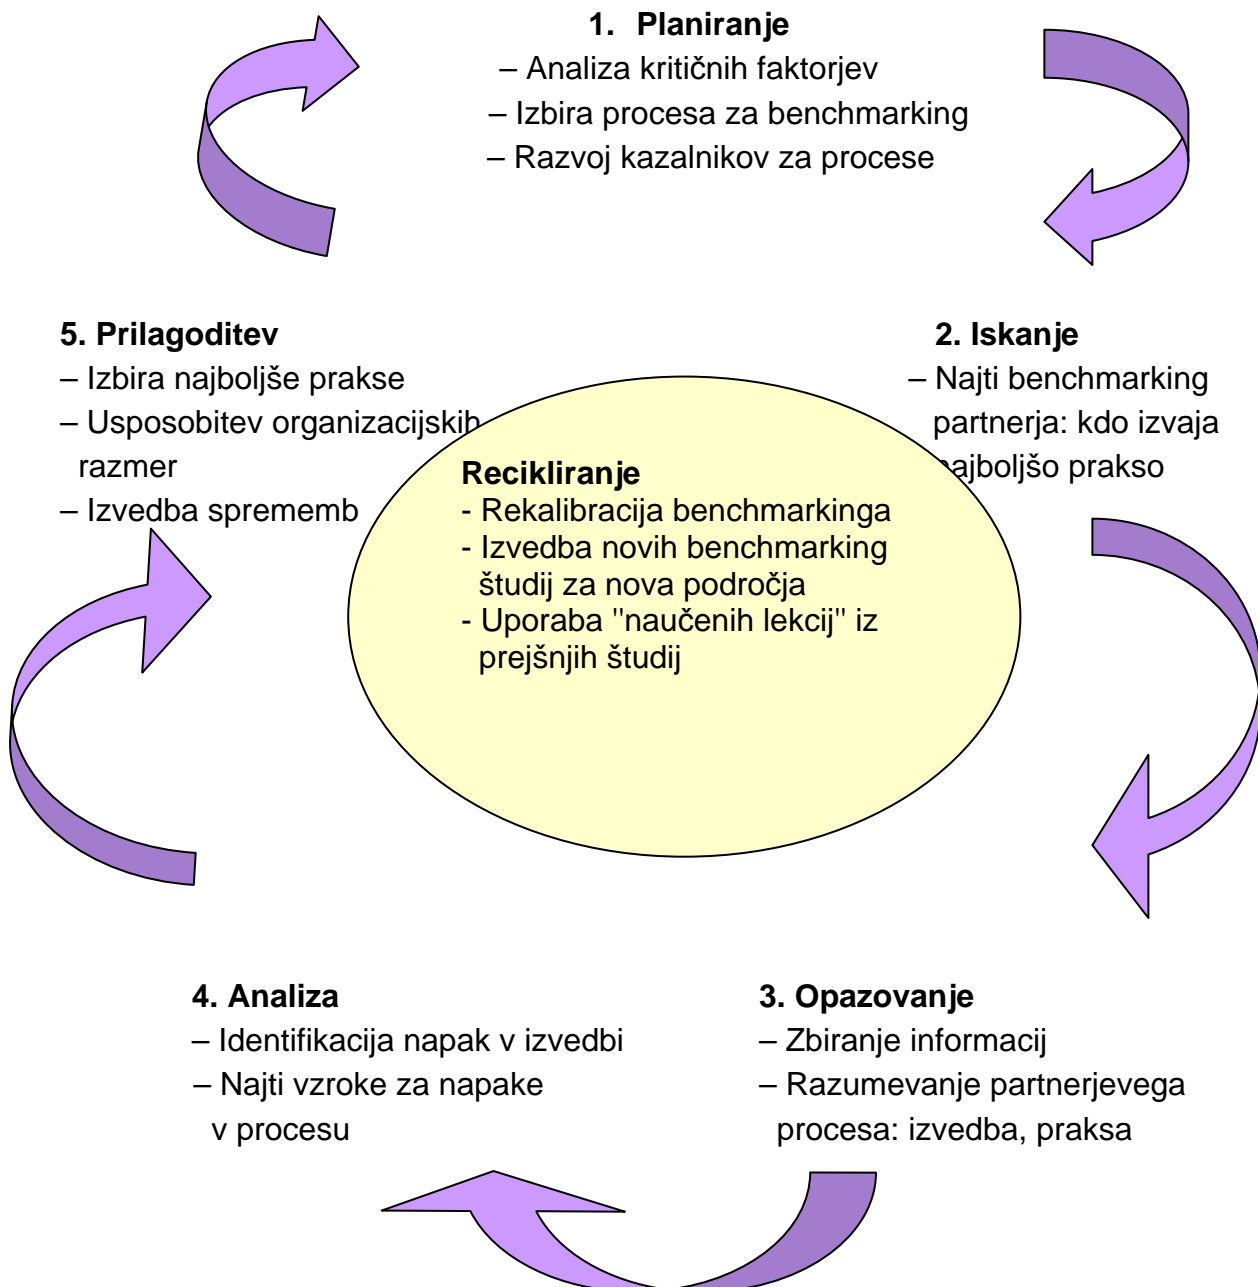 1. Planiranje
– Analiza kritičnih faktorjev
– Izbira procesa za benchmarking
– Razvoj kazalnikov za procese
2. Iskanje
– Najti benchmarking
partnerja: kdo izvaja
najboljšo prakso
3. Opazovanje
– Zbiranje informacij
– Razumevanje partnerjevega
procesa: izvedba, praksa
4. Analiza
– Identifikacija napak v izvedbi
– Najti vzroke za napake
v procesu
5. Prilagoditev
– Izbira najboljše prakse
– Usposobitev organizacijskih
razmer
– Izvedba sprememb
Recikliranje
- Rekalibracija benchmarkinga
- Izvedba novih benchmarking
študij za nova področja
- Uporaba "naučenih lekcij" iz
prejšnjih študij